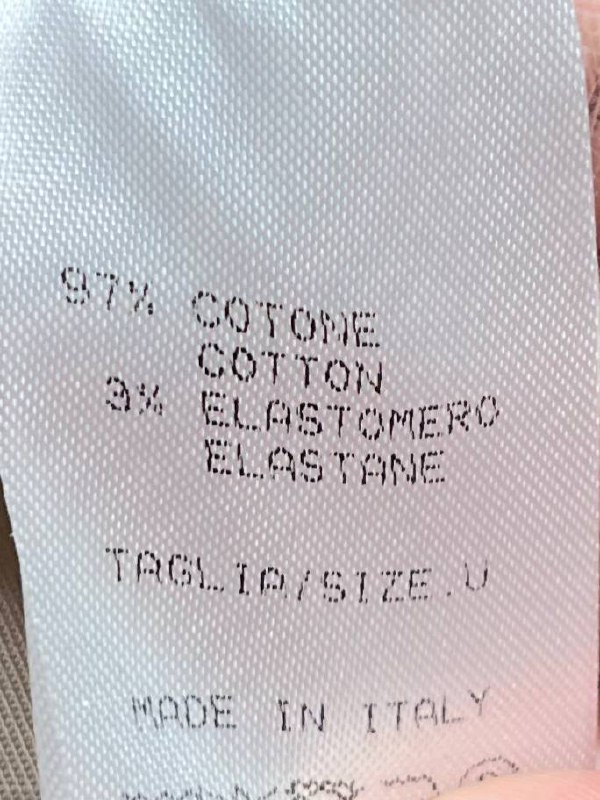 97% COTONE
COTTON
3% ELASTOMERO
ELASTANE
TAGLIA/SIZE.U
MADE IN ITALY